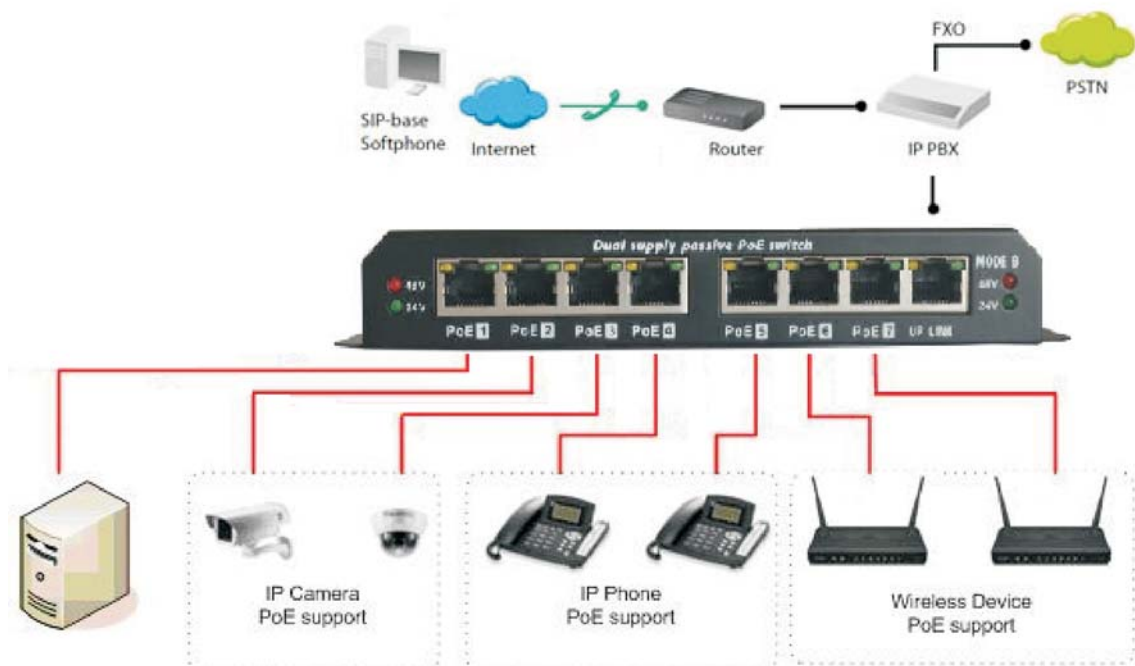 FXO
PSTN
SIP-base
Softphone
Internet
Router
IP PBX
Dual supply passive PoE switch
MODE B
48V
24V
48V
24V
PoE 1
PoE 2
PoE 3
PoE 4
PoE 5
PoE 6
PoE 7
UP LINK
IP Camera
PoE support
IP Phone
PoE support
Wireless Device
PoE support